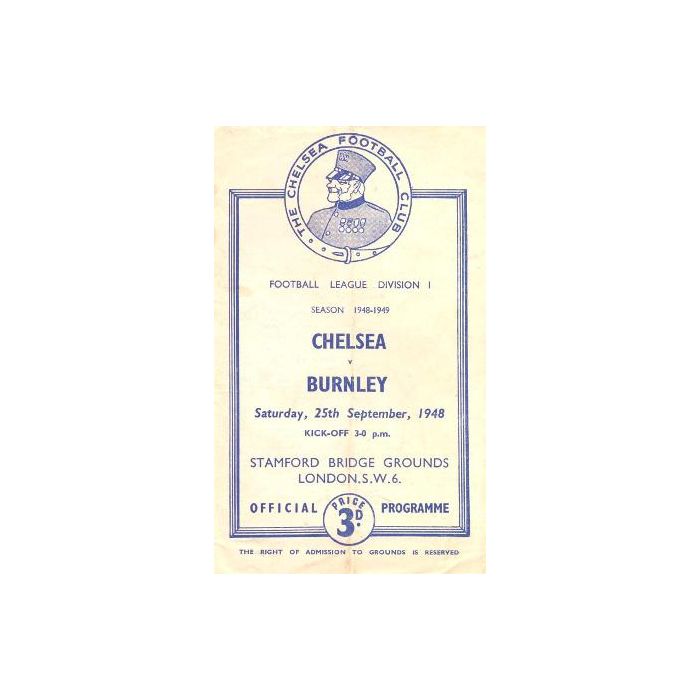 THE CHELSEA FOOTBALL CLUB
FOOTBALL LEAGUE DIVISION I
SEASON 1948-1949
CHELSEA
v
BURNLEY
Saturday, 25th September, 1948
KICK-OFF 3-0 p.m.
STAMFORD BRIDGE GROUNDS
LONDON.S.W.6.
OFFICIAL PRICE 3D. PROGRAMME
THE RIGHT OF ADMISSION TO GROUNDS IS RESERVED